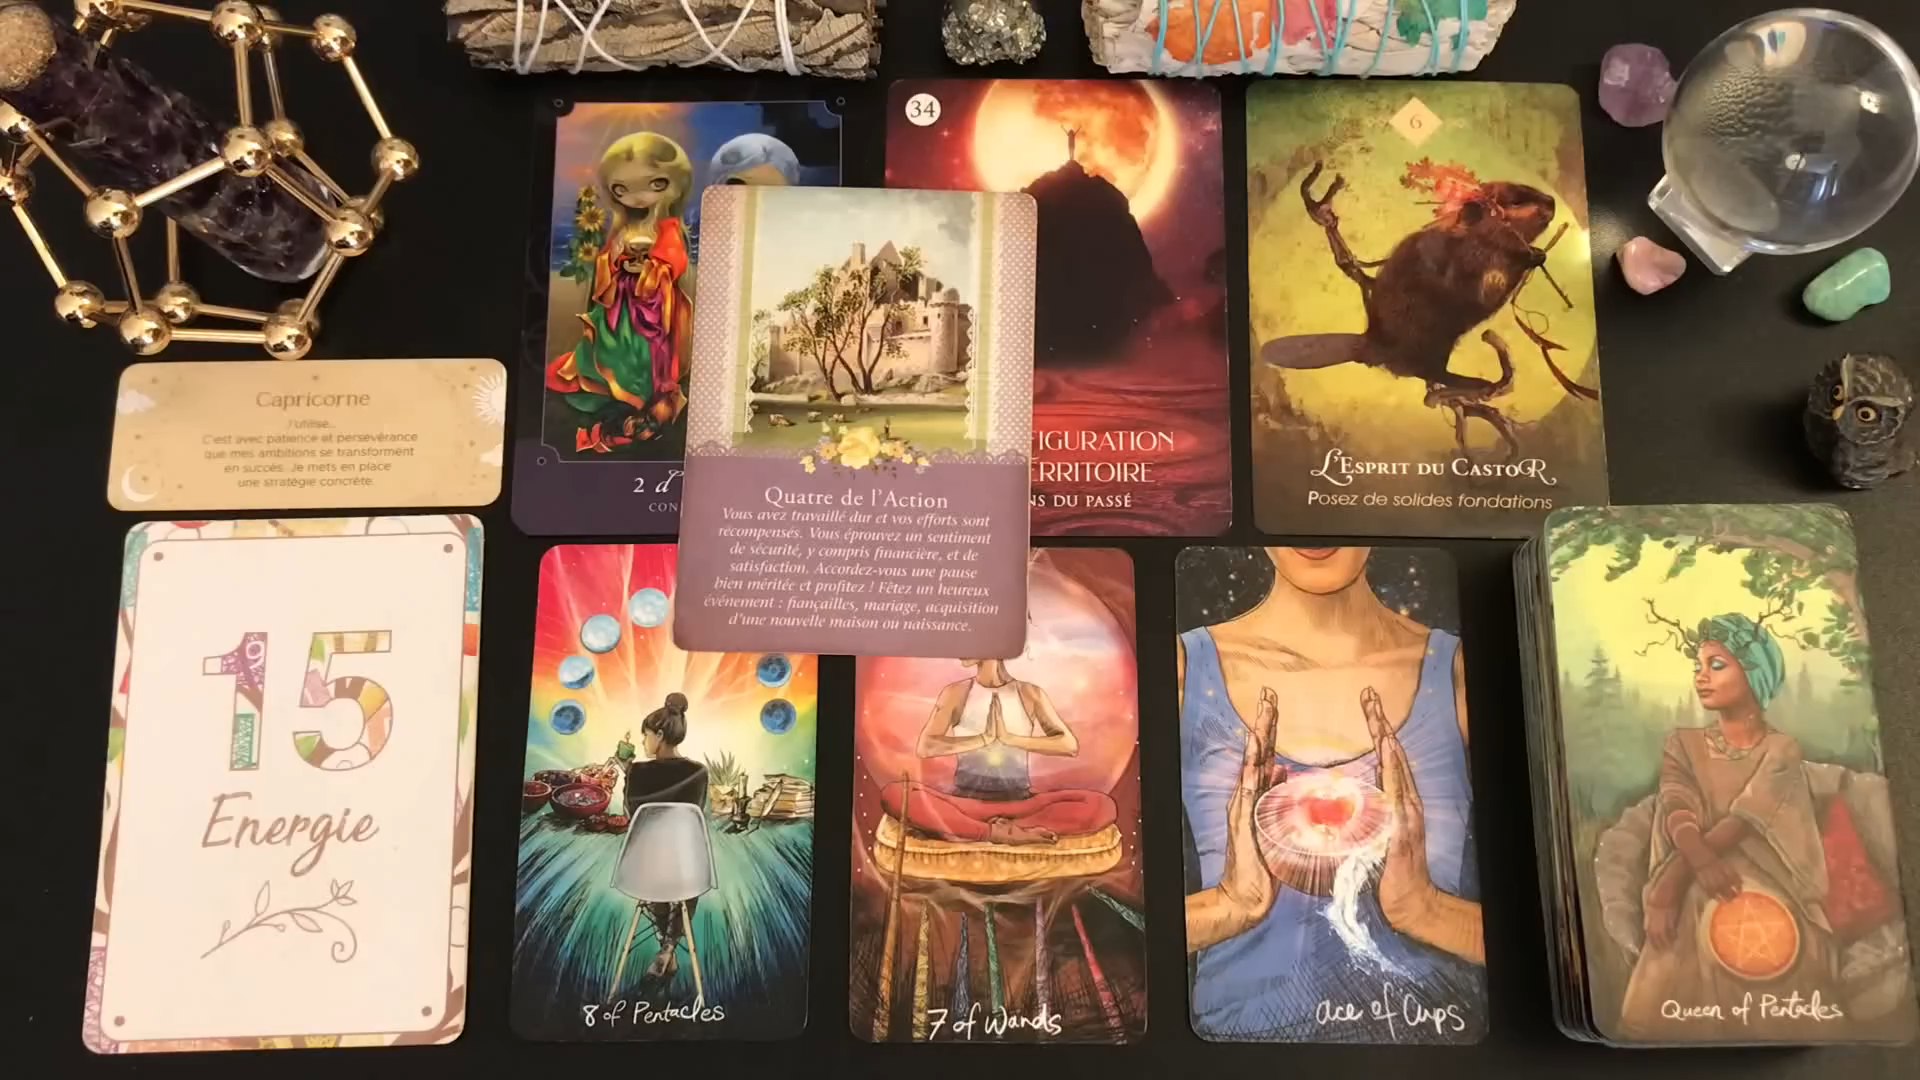 34
6
Capricorne
J'utilise...
C'est avec patience et persévérance
que mes ambitions se transforment
en succès. Je mets en place
une stratégie concrète.
2 d'
CON
FIGURATION
ERRITOIRE
NS DU PASSÉ
L'Esprit du Castor
Posez de solides fondations
Quatre de l'Action
Vous avez travaillé dur et vos efforts sont
récompensés. Vous éprouvez un sentiment
de sécurité, y compris financière, et de
satisfaction. Accordez-vous une pause
bien méritée et profitez ! Fêtez un heureux
événement : fiançailles, mariage, acquisition
d'une nouvelle maison ou naissance.
15
Energie
8 of Pentacles
7 of Wands
ace of Cups
Queen of Pentacles